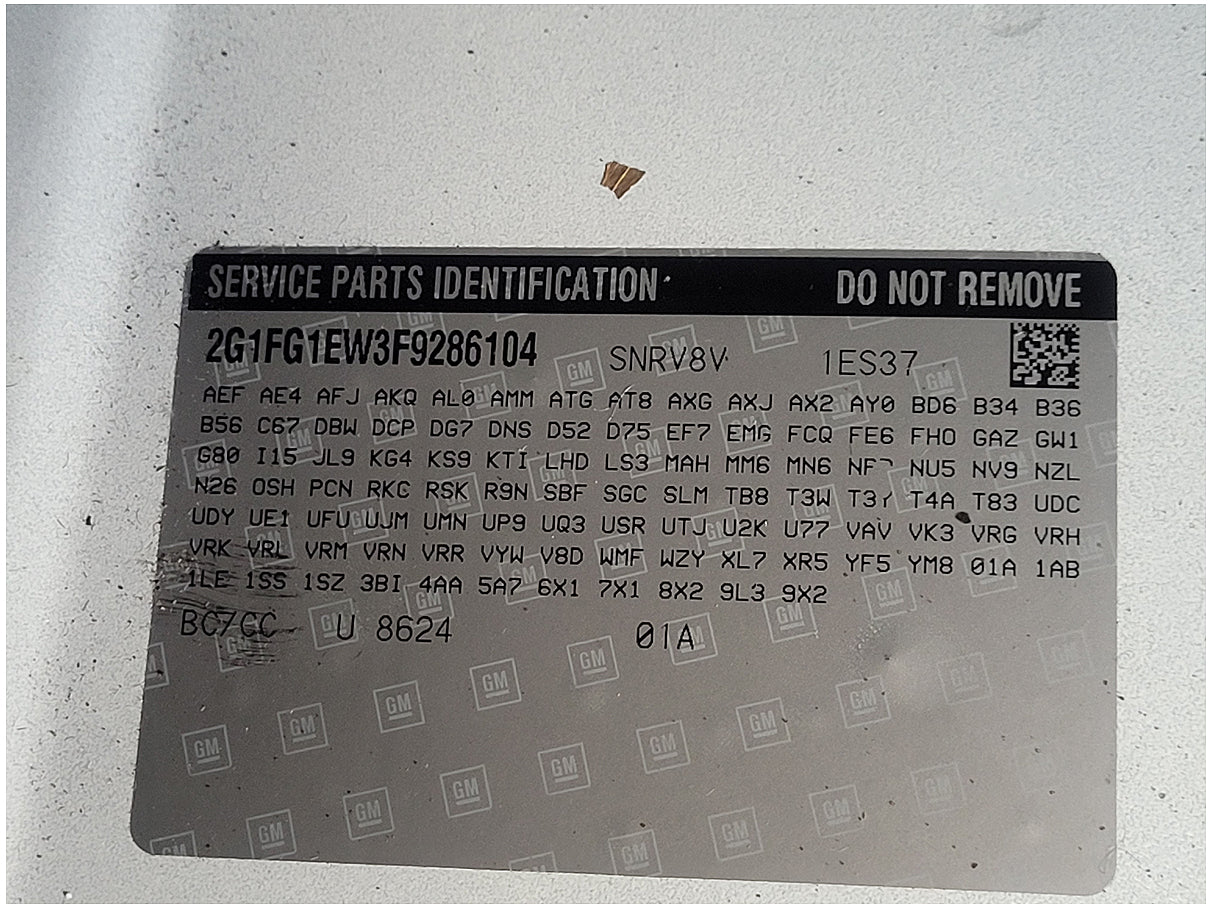 SERVICE PARTS IDENTIFICATION DO NOT REMOVE
2G1FG1EW3F9286104 SNRV8V 1ES37
AEF AE4 AFJ AKQ AL0 AMM ATG AT8 AXG AXJ AX2 AY0 BD6 B34 B36
B56 C67 DBW DCP DG7 DNS D52 D75 EF7 EMG FCQ FE6 FHO GAZ GW1
G80 I15 JL9 KG4 KS9 KTI LHD LS3 MAH MM6 MN6 NU5 NV9 NZL
N26 OSH PCN RKC RSK R9N SBF SGC SLM TB8 T3W T4A T83 UDC
UDY UE1 UFU UJM UMN UP9 UQ3 USR UTJ U2K U77 VAV VK3 VRG VRH
VRK VRL VRM VRN VRR VYW V8D WMF WZY XL7 XR5 YF5 YM8 01A 1AB
1LE 1SS 1SZ 3BI 4AA 5A7 6X1 7X1 8X2 9L3 9X2
BC7CC U 8624 01A